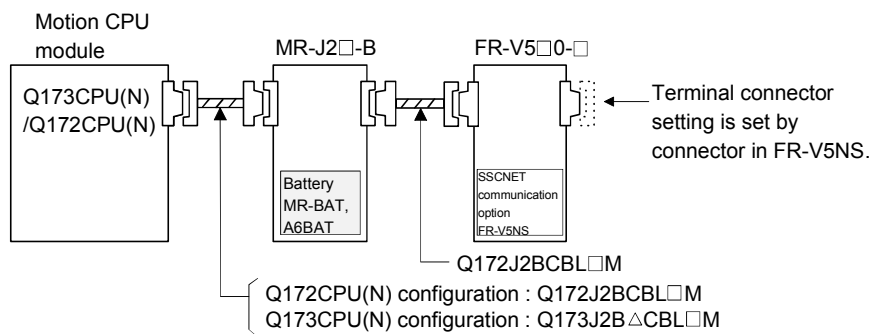 Motion CPU
module
MR-J2□-B
FR-V5□0-□
Q173CPU(N)
/Q172CPU(N)
Terminal connector
setting is set by
connector in FR-V5NS.
Battery
MR-BAT,
A6BAT
SSCNET
communication
option
FR-V5NS
Q172J2BCBL□M
Q172CPU(N) configuration : Q172J2BCBL□M
Q173CPU(N) configuration : Q173J2B△CBL□M